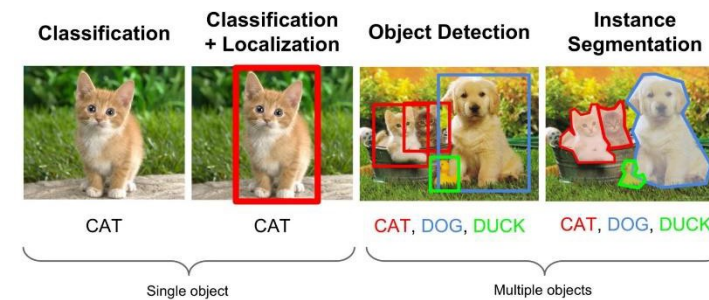 Classification
Classification
+ Localization
Object Detection
Instance
Segmentation
CAT
CAT
CAT, DOG, DUCK
CAT, DOG, DUCK
Single object
Multiple objects